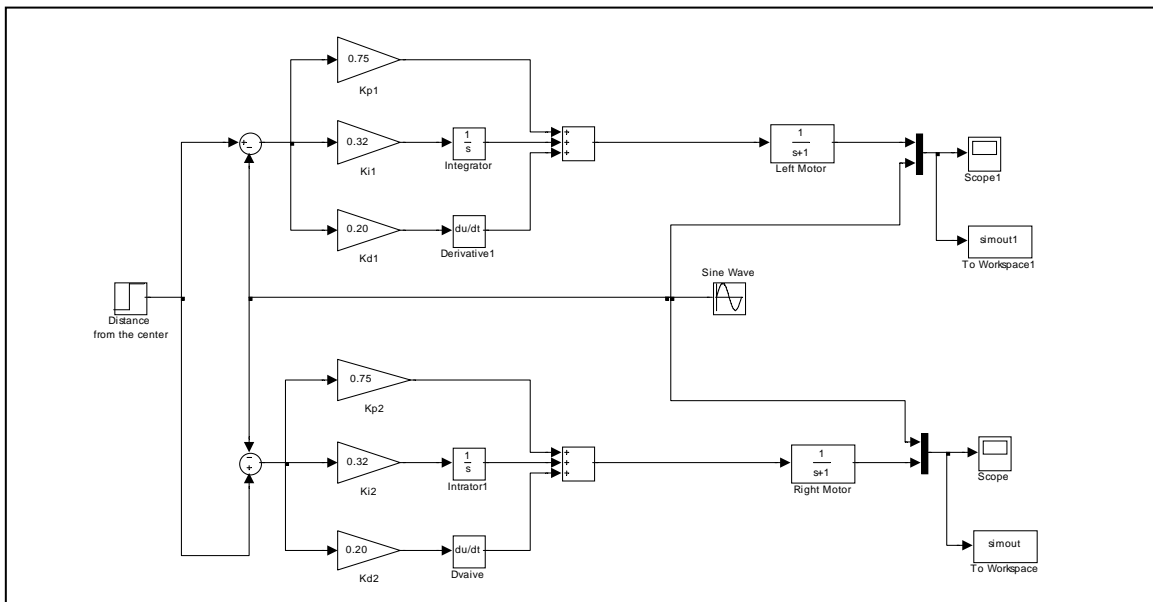 0.75
Kp1
+
−
0.32
Ki1
1
s
Integrator
+
+
+
1
s+1
Left Motor
Scope1
0.20
Kd1
du/dt
Derivative1
simout1
To Workspace1
Sine Wave
Distance
from the center
0.75
Kp2
−
+
0.32
Ki2
1
s
Intrator1
+
+
+
1
s+1
Right Motor
Scope
0.20
Kd2
du/dt
Dvaive
simout
To Workspace